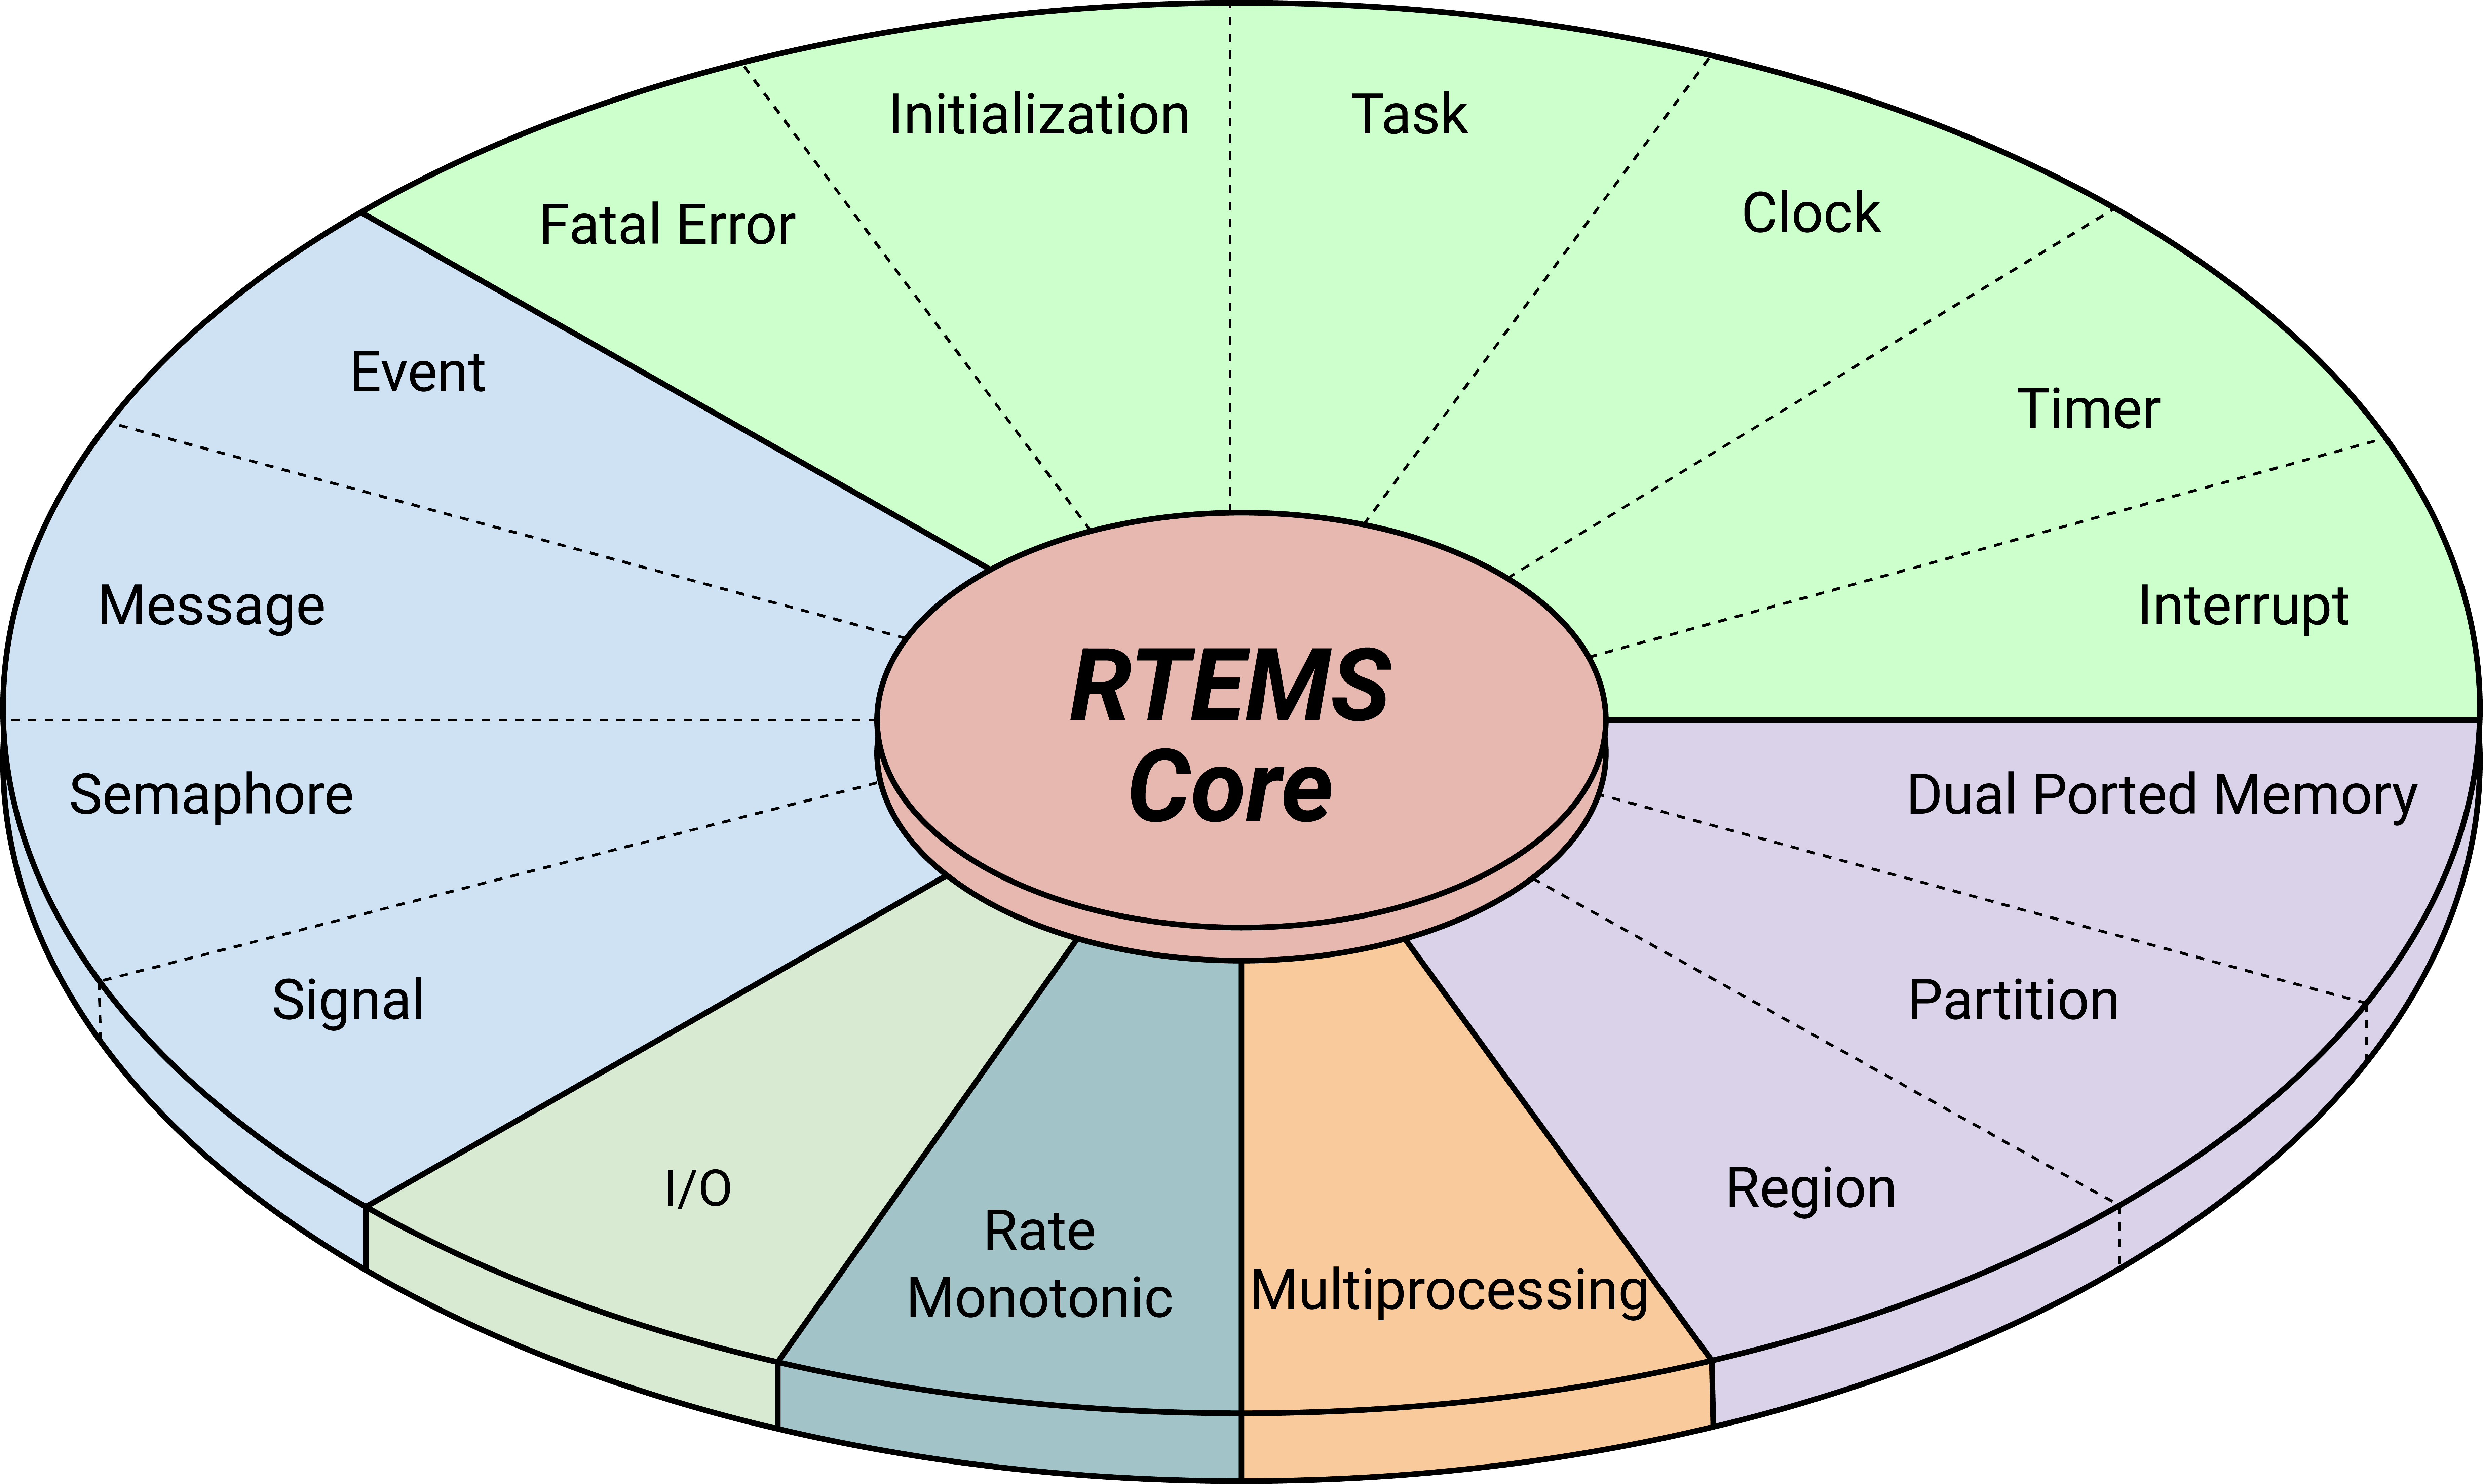 Initialization
Task
Fatal Error
Clock
Event
Timer
Message
Interrupt
RTEMS
Core
Semaphore
Dual Ported Memory
Signal
Partition
I/O
Region
Rate
Monotonic
Multiprocessing